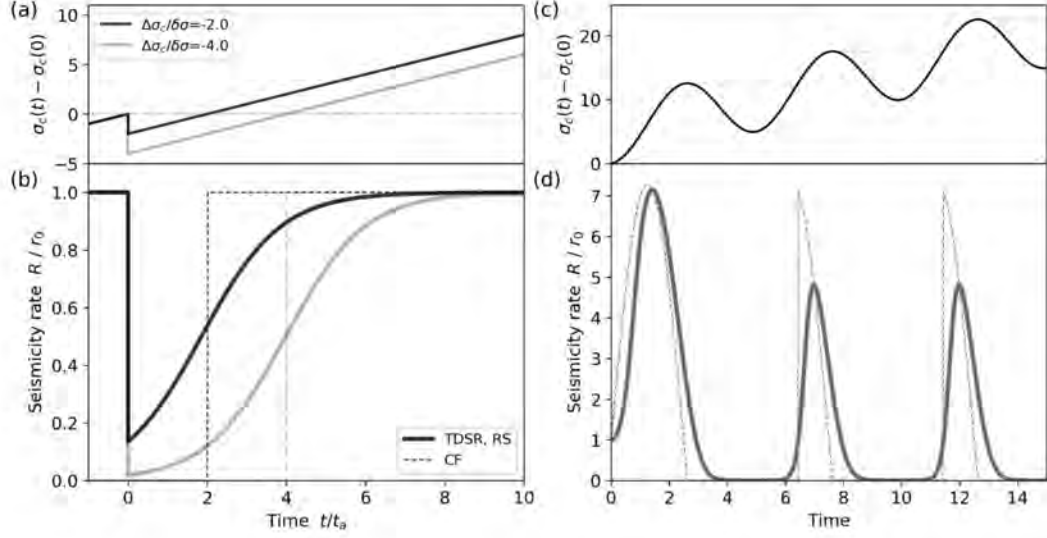 (a)
Δσc/δσ=-2.0
Δσc/δσ=-4.0
σc(t) − σc(0)
10
5
0
−5
(b)
Seismicity rate R / r0
1.0
0.8
0.6
0.4
0.2
0.0
TDSR, RS
CF
0 2 4 6 8 10
Time t/ta
(c)
σc(t) − σc(0)
20
10
0
(d)
Seismicity rate R / r0
7
6
5
4
3
2
1
0
0 2 4 6 8 10 12 14
Time